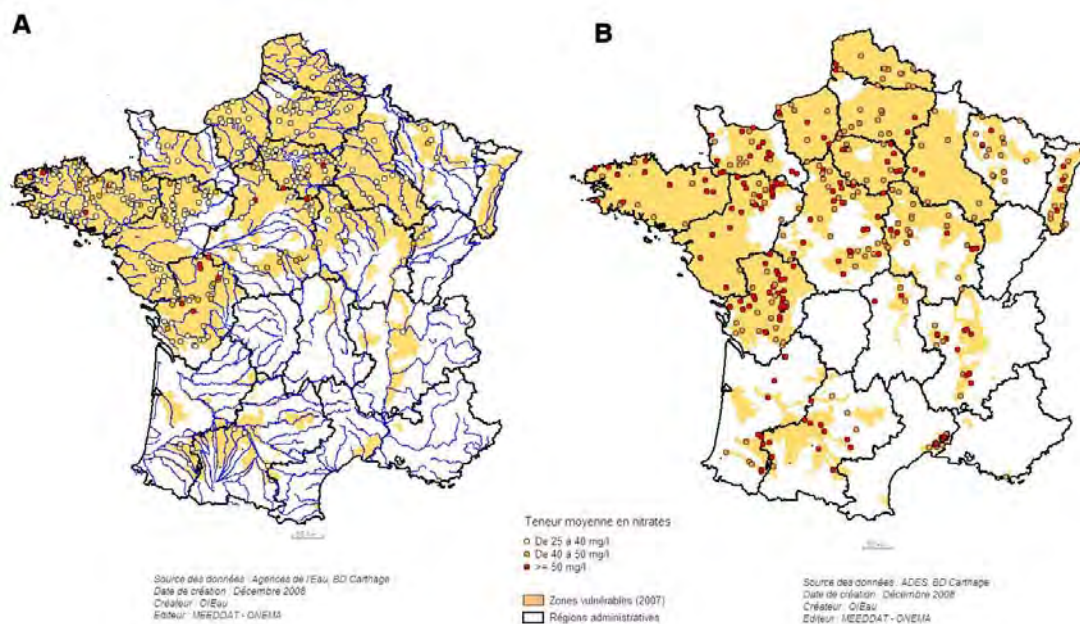 A
B
Teneur moyenne en nitrates
De 25 à 40 mg/l
De 40 à 50 mg/l
>= 50 mg/l
Zones vulnérables (2007)
Régions administratives
Source des données : Agences de l'Eau, BD Carthage
Date de création : Décembre 2008
Créateur : OIEau
Editeur : MEEDDAT - ONEMA
Source des données : ADES, BD Carthage
Date de création : Décembre 2008
Créateur : OIEau
Editeur : MEEDDAT - ONEMA